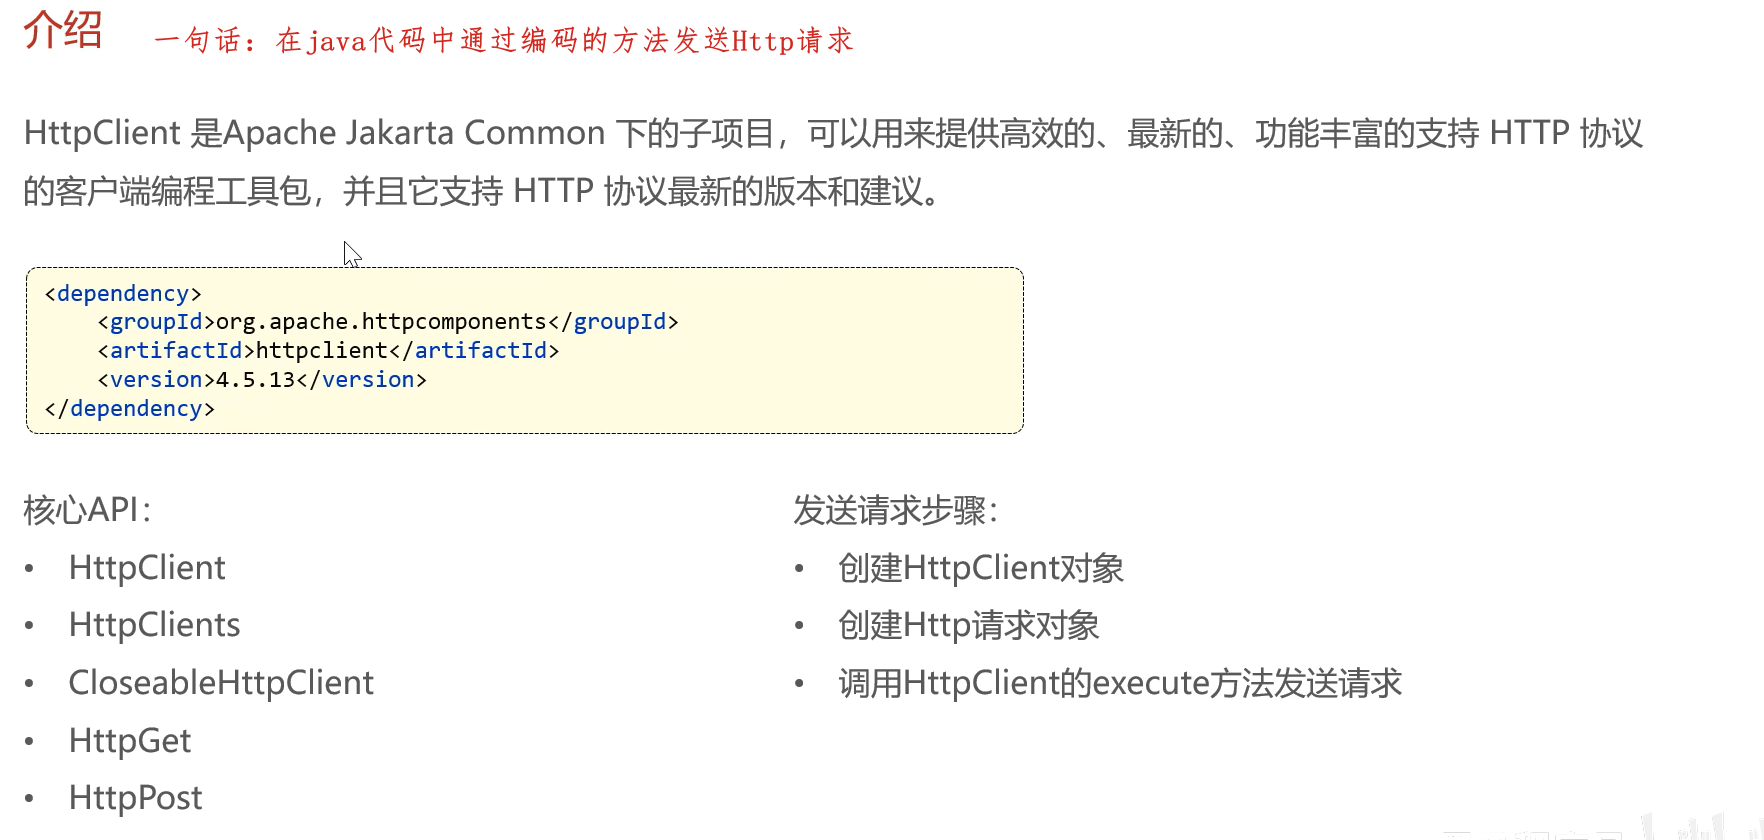 介绍
一句话：在java代码中通过编码的方法发送Http请求
HttpClient 是Apache Jakarta Common 下的子项目，可以用来提供高效的、最新的、功能丰富的支持 HTTP 协议
的客户端编程工具包，并且它支持 HTTP 协议最新的版本和建议。
<dependency>
    <groupId>org.apache.httpcomponents</groupId>
    <artifactId>httpclient</artifactId>
    <version>4.5.13</version>
</dependency>
核心API：
• HttpClient
• HttpClients
• CloseableHttpClient
• HttpGet
• HttpPost
发送请求步骤：
• 创建HttpClient对象
• 创建Http请求对象
• 调用HttpClient的execute方法发送请求